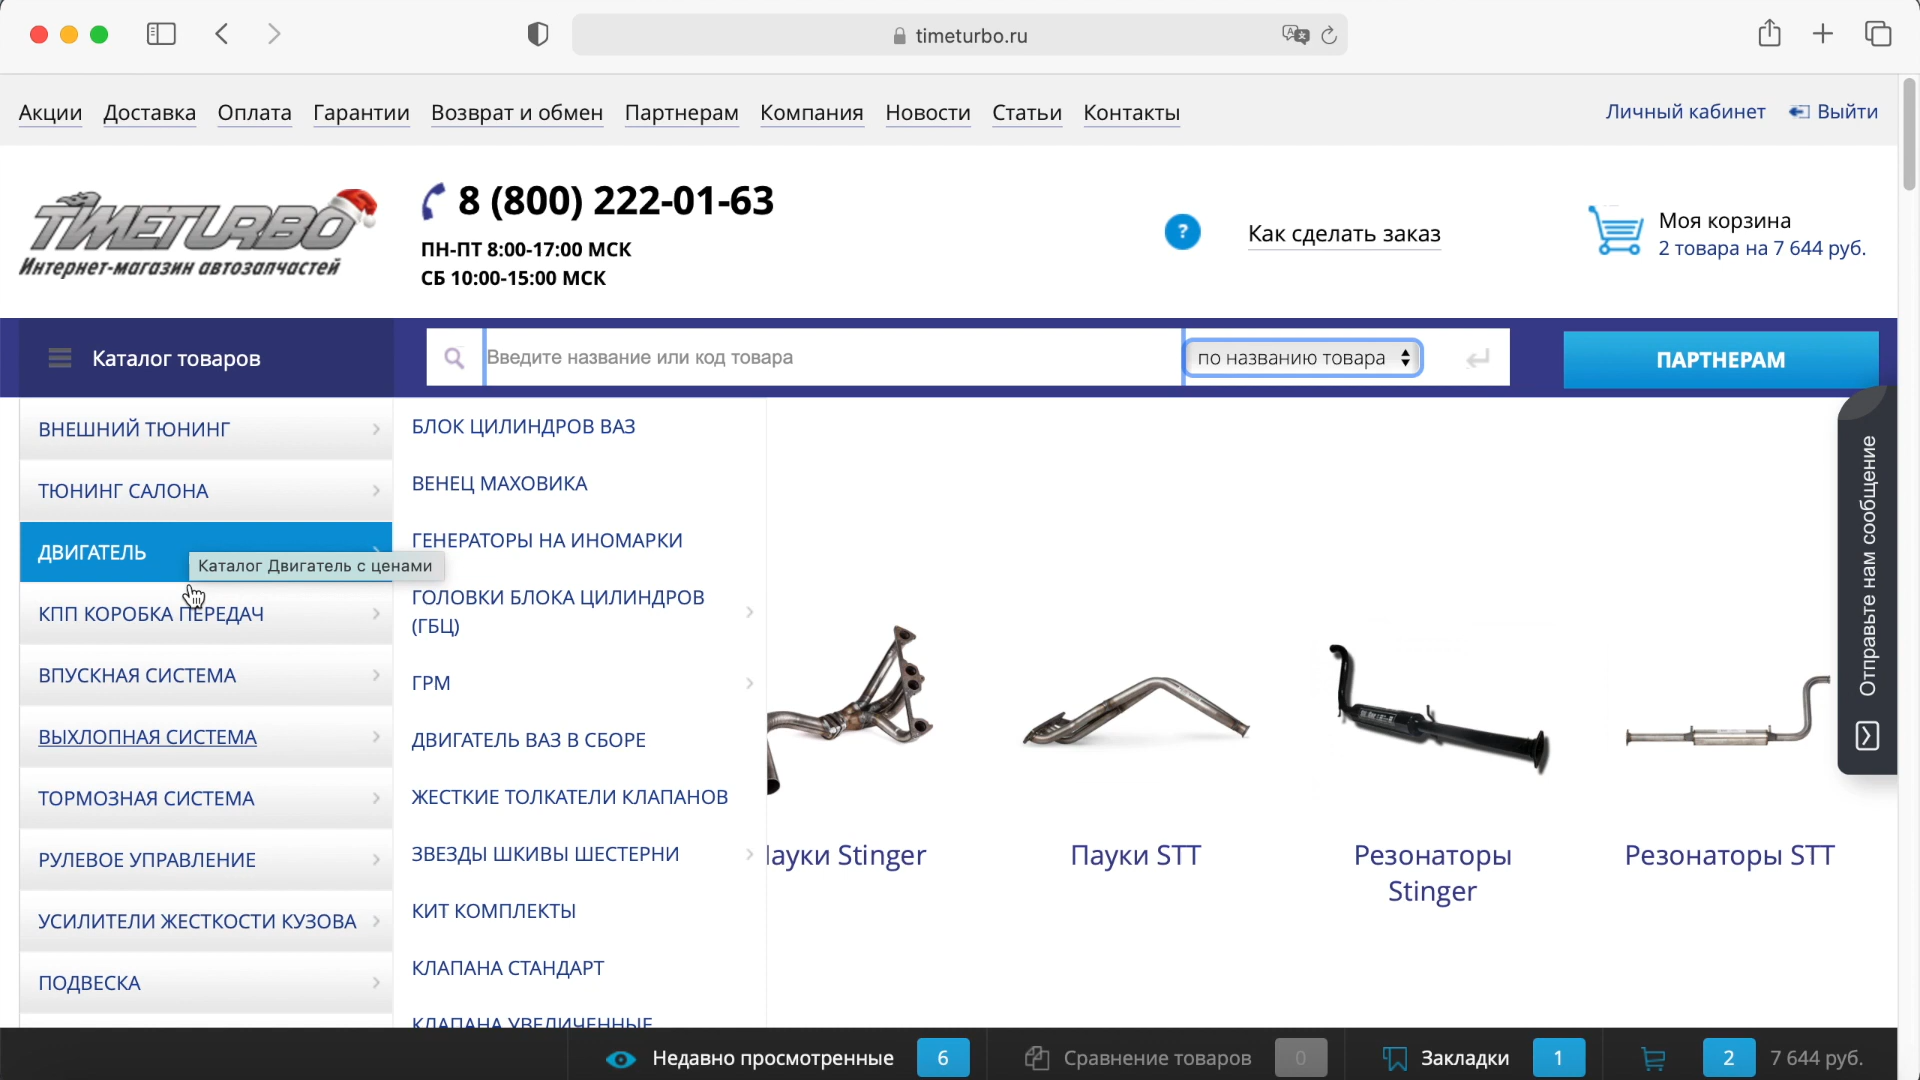 timeturbo.ru
Акции Доставка Оплата Гарантии Возврат и обмен Партнерам Компания Новости Статьи Контакты
Личный кабинет Выйти
TIMETURBO
Интернет-магазин автозапчастей
8 (800) 222-01-63
ПН-ПТ 8:00-17:00 МСК
СБ 10:00-15:00 МСК
?
Как сделать заказ
Моя корзина
2 товара на 7 644 руб.
Каталог товаров
Введите название или код товара
по названию товара
ПАРТНЕРАМ
ВНЕШНИЙ ТЮНИНГ
ТЮНИНГ САЛОНА
ДВИГАТЕЛЬ
Каталог Двигатель с ценами
КПП КОРОБКА ПЕРЕДАЧ
ВПУСКНАЯ СИСТЕМА
ВЫХЛОПНАЯ СИСТЕМА
ТОРМОЗНАЯ СИСТЕМА
РУЛЕВОЕ УПРАВЛЕНИЕ
УСИЛИТЕЛИ ЖЕСТКОСТИ КУЗОВА
ПОДВЕСКА
БЛОК ЦИЛИНДРОВ ВАЗ
ВЕНЕЦ МАХОВИКА
ГЕНЕРАТОРЫ НА ИНОМАРКИ
ГОЛОВКИ БЛОКА ЦИЛИНДРОВ
(ГБЦ)
ГРМ
ДВИГАТЕЛЬ ВАЗ В СБОРЕ
ЖЕСТКИЕ ТОЛКАТЕЛИ КЛАПАНОВ
ЗВЕЗДЫ ШКИВЫ ШЕСТЕРНИ
КИТ КОМПЛЕКТЫ
КЛАПАНА СТАНДАРТ
КЛАПАНА УВЕЛИЧЕННЫЕ
ауки Stinger
Пауки STT
Резонаторы
Stinger
Резонаторы STT
Отправьте нам сообщение
Недавно просмотренные 6
Сравнение товаров 0
Закладки 1
2 7 644 руб.